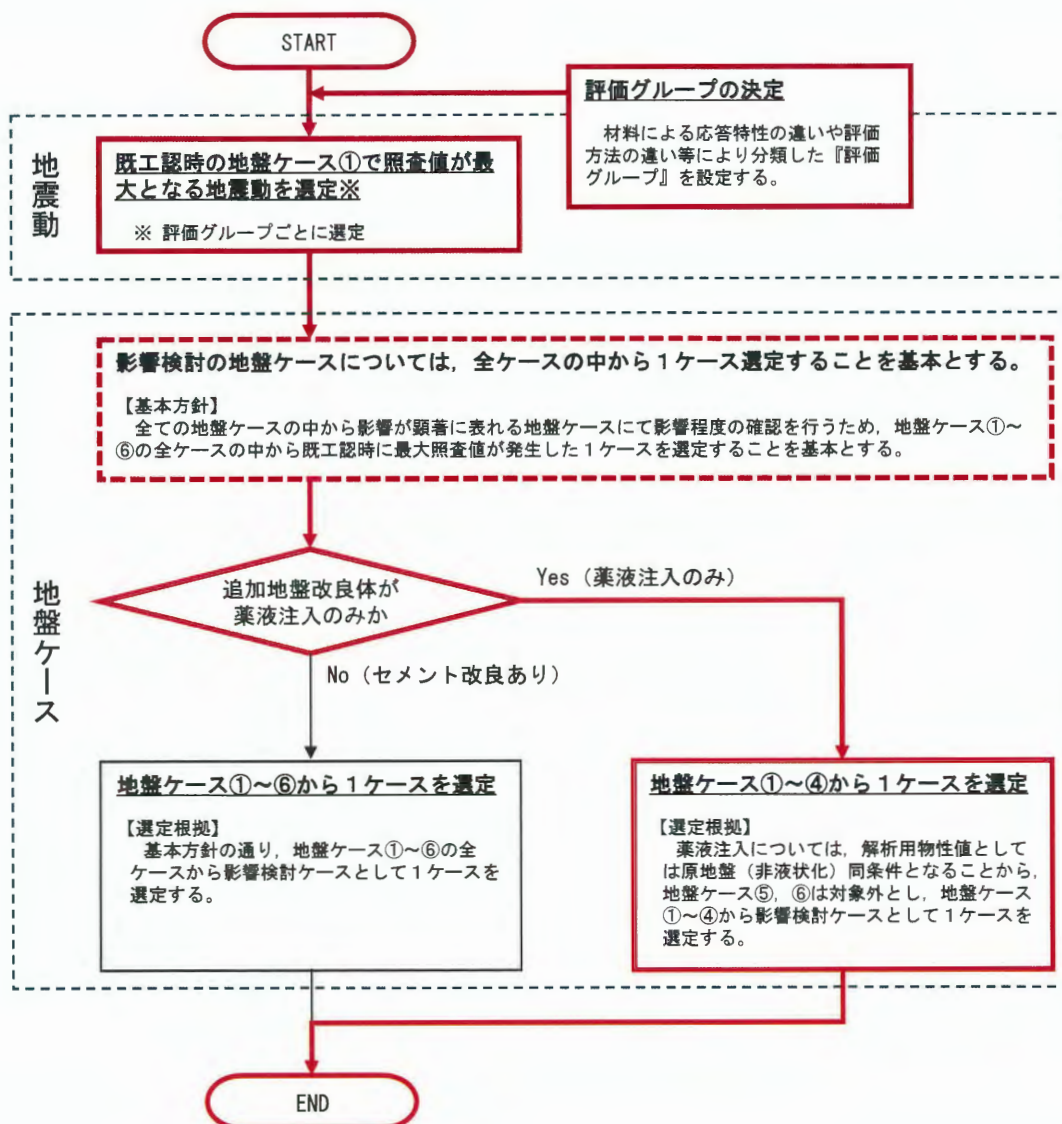 START
評価グループの決定
材料による応答特性の違いや評価
方法の違い等により分類した『評価
グループ』を設定する。
地震動
既工認時の地盤ケース①で照査値が最
大となる地震動を選定※
※ 評価グループごとに選定
地盤ケース
影響検討の地盤ケースについては，全ケースの中から１ケース選定することを基本とする。
【基本方針】
全ての地盤ケースの中から影響が顕著に表れる地盤ケースにて影響程度の確認を行うため，地盤ケース①～
⑥の全ケースの中から既工認時に最大照査値が発生した１ケースを選定することを基本とする。
追加地盤改良体が
薬液注入のみか
Yes（薬液注入のみ）
No（セメント改良あり）
地盤ケース①～⑥から１ケースを選定
【選定根拠】
基本方針の通り，地盤ケース①～⑥の全
ケースから影響検討ケースとして１ケースを
選定する。
地盤ケース①～④から１ケースを選定
【選定根拠】
薬液注入については，解析用物性値として
は原地盤（非液状化）同条件となることから，
地盤ケース⑤，⑥は対象外とし，地盤ケース
①～④から影響検討ケースとして１ケースを
選定する。
END